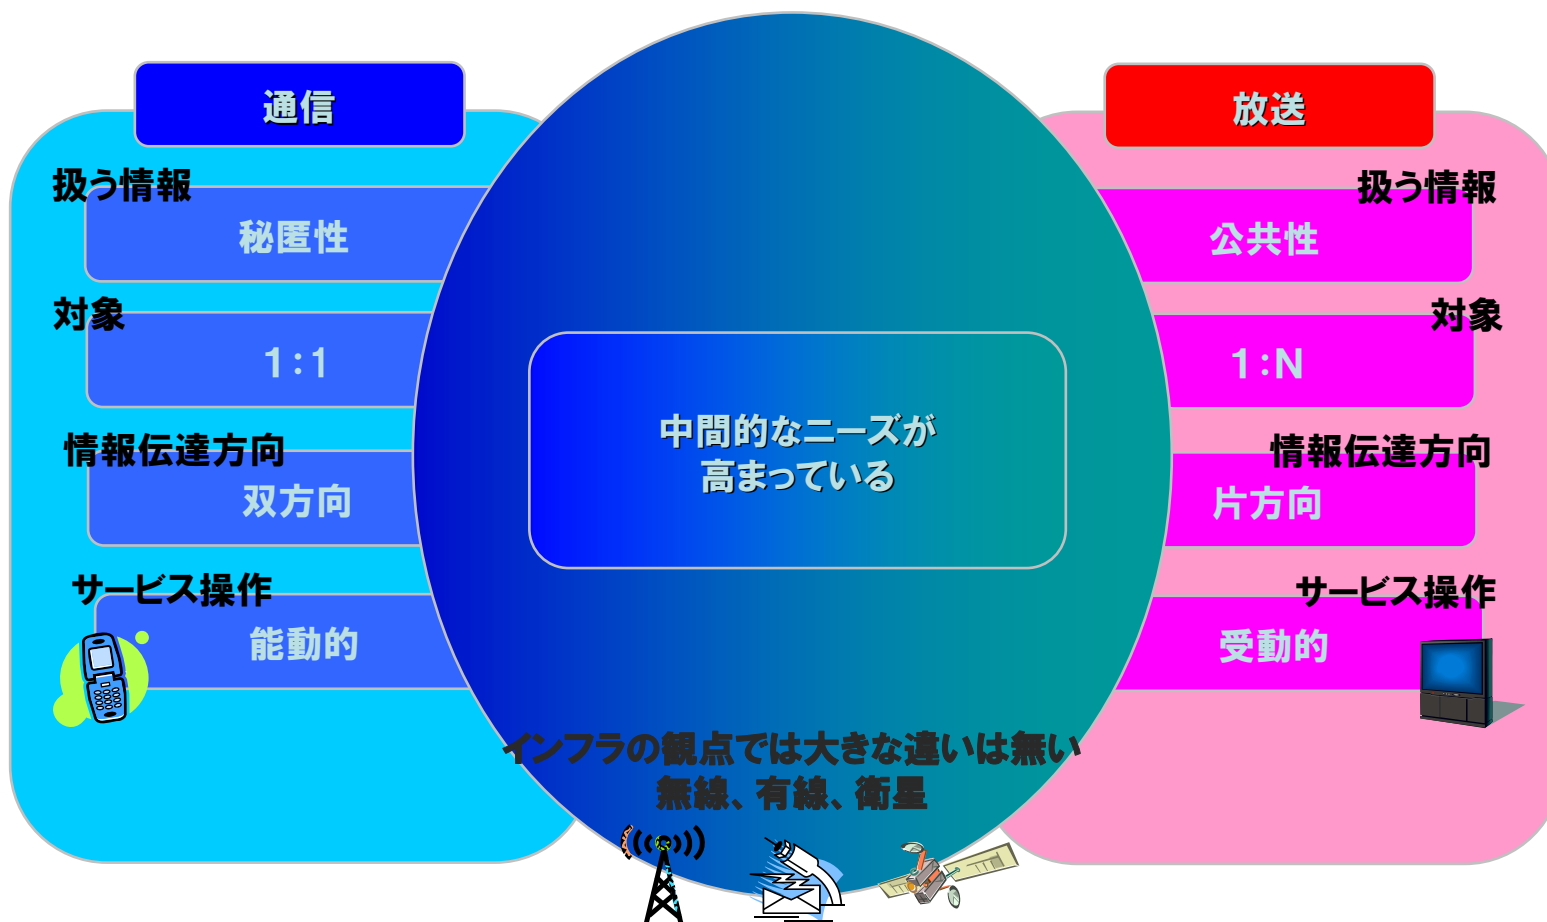 通信
扱う情報
秘匿性
対象
1:1
情報伝達方向
双方向
サービス操作
能動的
中間的なニーズが
高まっている
インフラの観点では大きな違いは無い
無線、有線、衛星
放送
扱う情報
公共性
対象
1:N
情報伝達方向
片方向
サービス操作
受動的